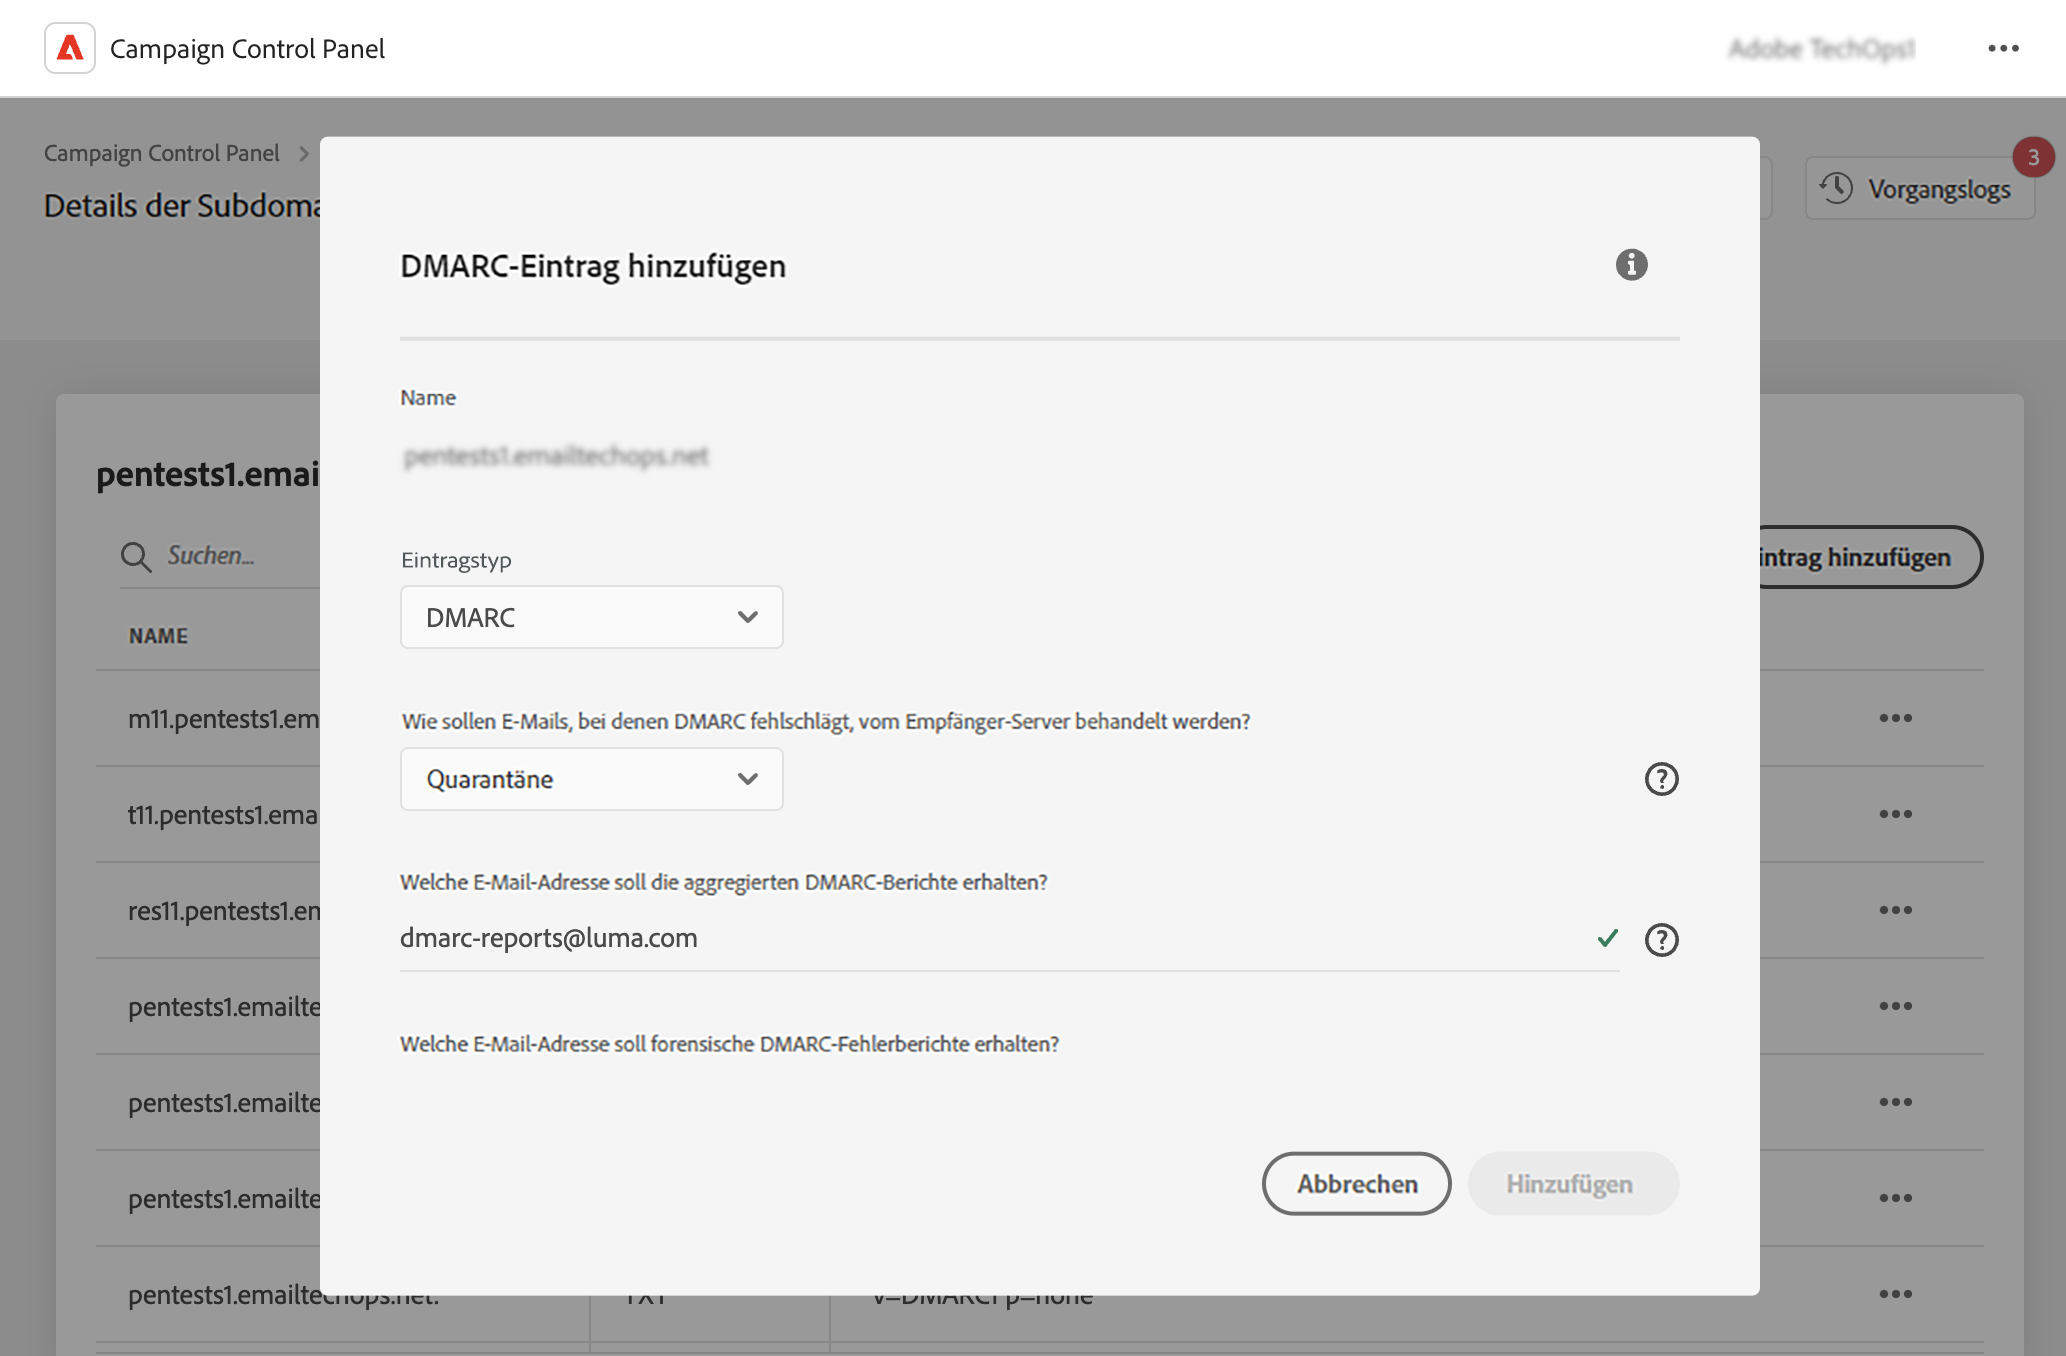 Campaign Control Panel
Adobe TechOps1
Campaign Control Panel
Details der Subdoma
3
Vorgangslogs
DMARC-Eintrag hinzufügen
Name
pentests1.emailtechops.net
pentests1.emai
Suchen...
intrag hinzufügen
Eintragstyp
DMARC
NAME
m11.pentests1.em
Wie sollen E-Mails, bei denen DMARC fehlschlägt, vom Empfänger-Server behandelt werden?
Quarantäne
t11.pentests1.ema
Welche E-Mail-Adresse soll die aggregierten DMARC-Berichte erhalten?
dmarc-reports@luma.com
res11.pentests1.en
pentests1.emailte
Welche E-Mail-Adresse soll forensische DMARC-Fehlerberichte erhalten?
pentests1.emailte
Abbrechen
Hinzufügen
pentests1.emailte
pentests1.emailtechops.net. TXT v=DMARC1 p=none